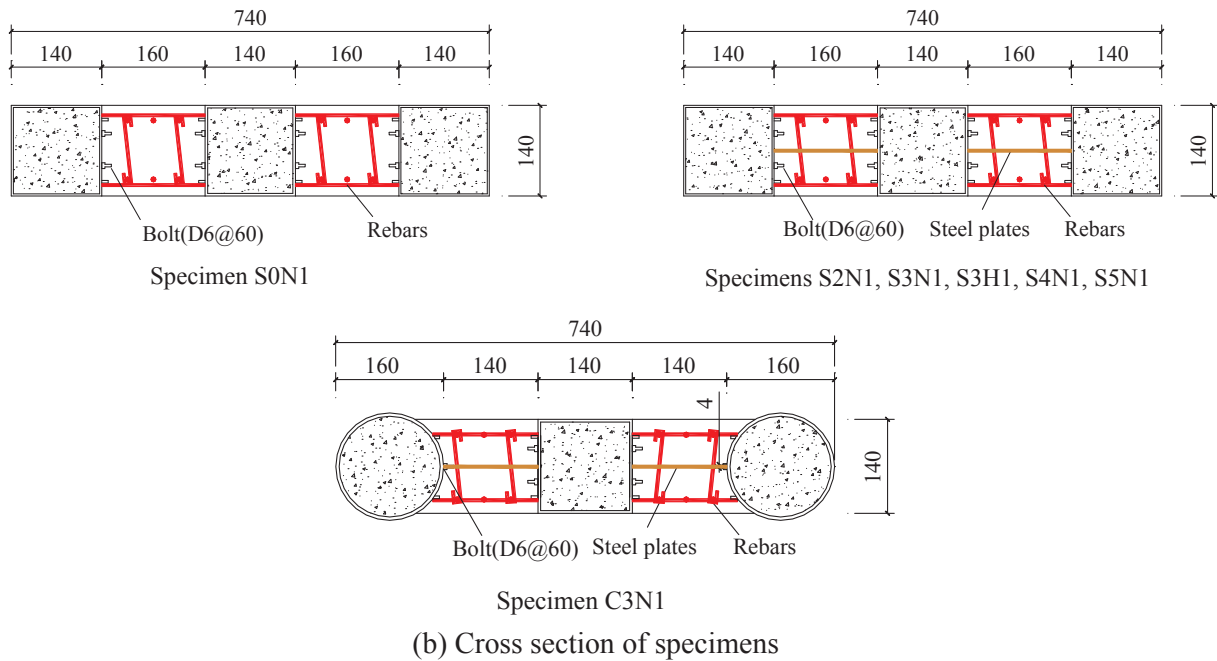 740
740
140 160 140 160 140
140 160 140 160 140
140
140
Bolt(D6@60)
Rebars
Bolt(D6@60)
Steel plates
Rebars
Specimen S0N1
Specimens S2N1, S3N1, S3H1, S4N1, S5N1
740
160 140 140 140 160
4
140
Bolt(D6@60)
Steel plates
Rebars
Specimen C3N1
(b) Cross section of specimens